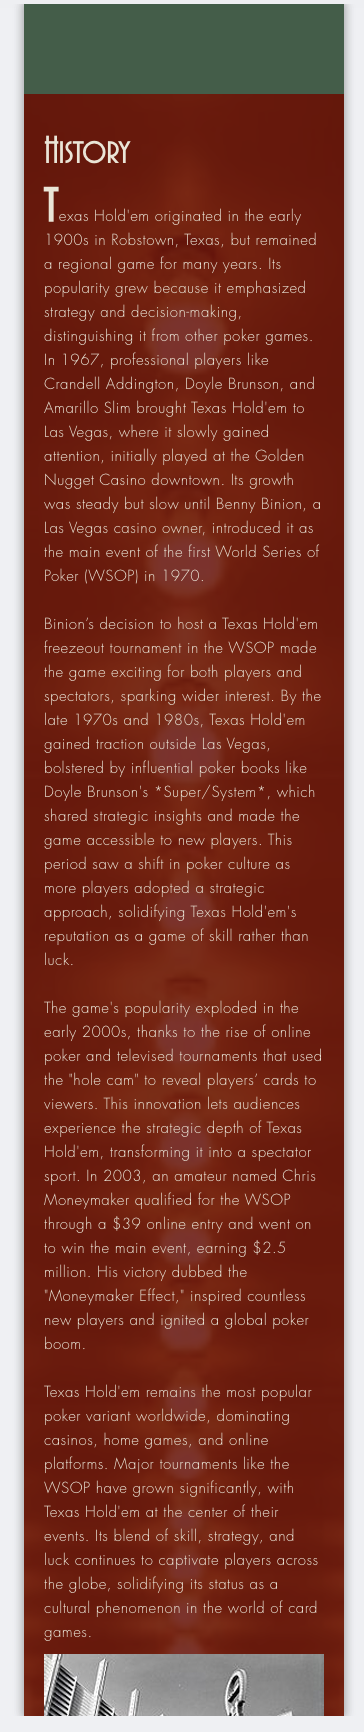 History
Texas Hold'em originated in the early
1900s in Robstown, Texas, but remained
a regional game for many years. Its
popularity grew because it emphasized
strategy and decision-making,
distinguishing it from other poker games.
In 1967, professional players like
Crandell Addington, Doyle Brunson, and
Amarillo Slim brought Texas Hold'em to
Las Vegas, where it slowly gained
attention, initially played at the Golden
Nugget Casino downtown. Its growth
was steady but slow until Benny Binion, a
Las Vegas casino owner, introduced it as
the main event of the first World Series of
Poker (WSOP) in 1970.
Binion’s decision to host a Texas Hold'em
freezeout tournament in the WSOP made
the game exciting for both players and
spectators, sparking wider interest. By the
late 1970s and 1980s, Texas Hold'em
gained traction outside Las Vegas,
bolstered by influential poker books like
Doyle Brunson's *Super/System*, which
shared strategic insights and made the
game accessible to new players. This
period saw a shift in poker culture as
more players adopted a strategic
approach, solidifying Texas Hold'em's
reputation as a game of skill rather than
luck.
The game's popularity exploded in the
early 2000s, thanks to the rise of online
poker and televised tournaments that used
the "hole cam" to reveal players’ cards to
viewers. This innovation lets audiences
experience the strategic depth of Texas
Hold'em, transforming it into a spectator
sport. In 2003, an amateur named Chris
Moneymaker qualified for the WSOP
through a $39 online entry and went on
to win the main event, earning $2.5
million. His victory dubbed the
"Moneymaker Effect," inspired countless
new players and ignited a global poker
boom.
Texas Hold'em remains the most popular
poker variant worldwide, dominating
casinos, home games, and online
platforms. Major tournaments like the
WSOP have grown significantly, with
Texas Hold'em at the center of their
events. Its blend of skill, strategy, and
luck continues to captivate players across
the globe, solidifying its status as a
cultural phenomenon in the world of card
games.